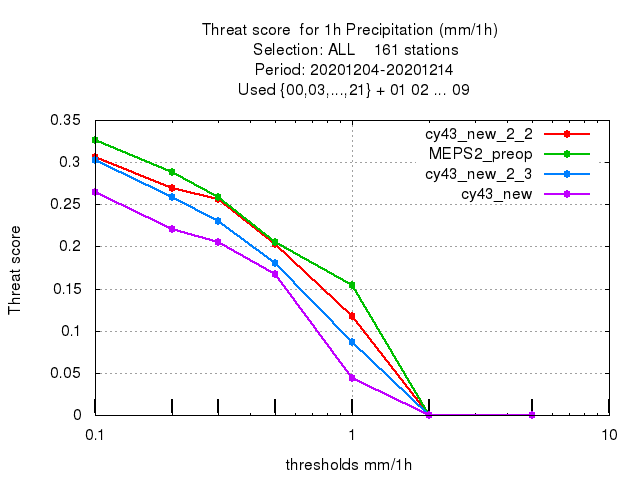 Threat score  for 1h Precipitation (mm/1h)
Selection: ALL    161 stations
Period: 20201204-20201214
Used {00,03,...,21} + 01 02 ... 09
cy43_new_2_2
MEPS2_preop
cy43_new_2_3
cy43_new
Threat score
0.35
0.3
0.25
0.2
0.15
0.1
0.05
0
0.1 1 10
thresholds mm/1h